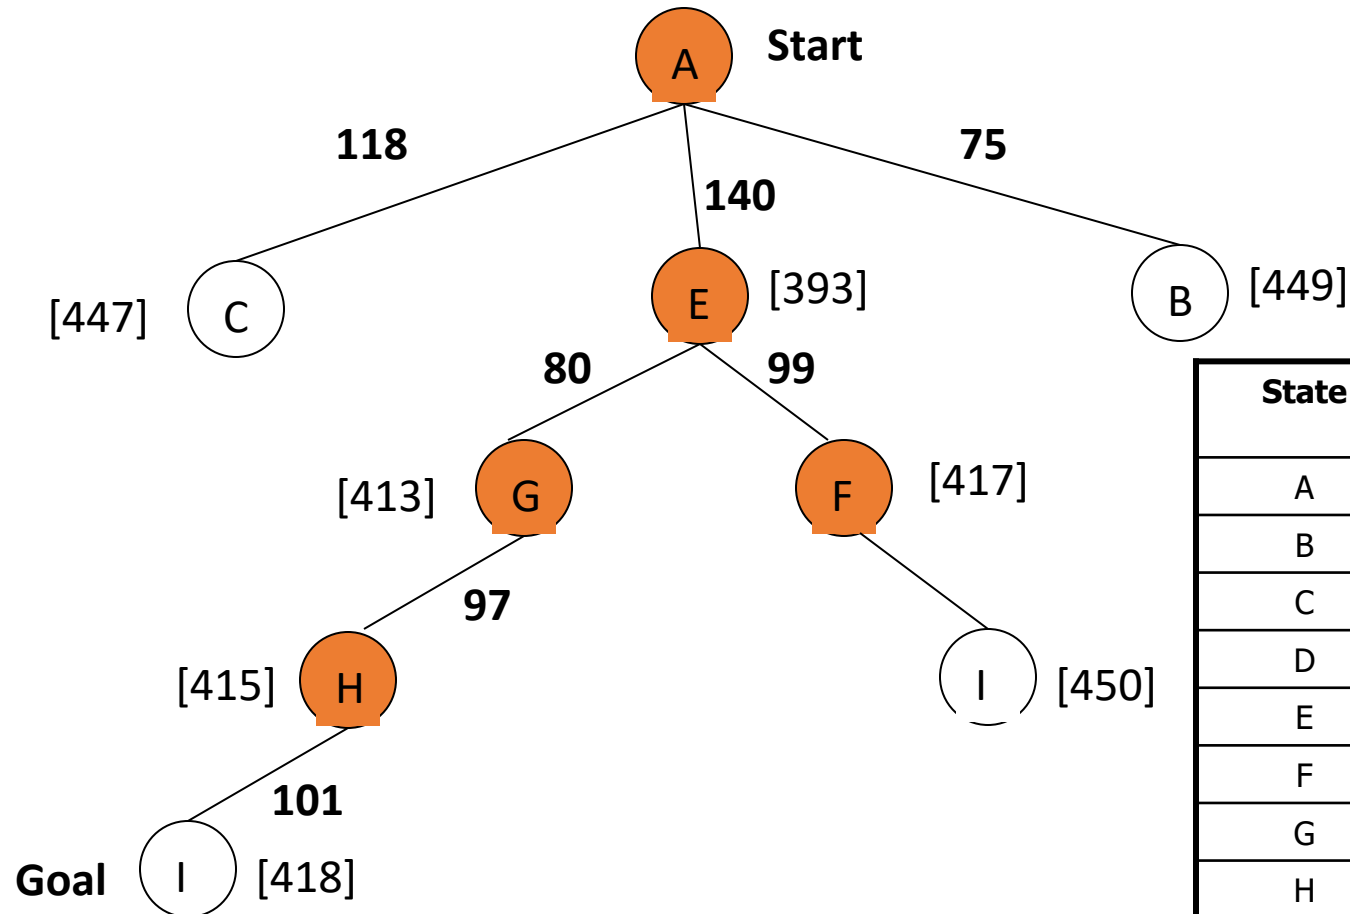 A Start
118
75
140
[447] C
E [393]
B [449]
80
99
[413] G
F [417]
97
[415] H
I [450]
101
Goal I [418]
State
A
B
C
D
E
F
G
H